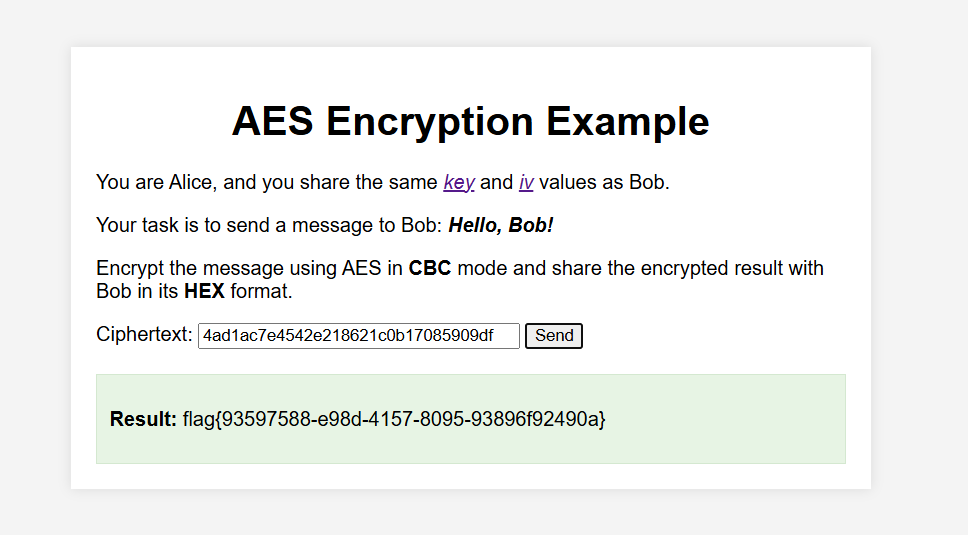 AES Encryption Example
You are Alice, and you share the same key and iv values as Bob.
Your task is to send a message to Bob: Hello, Bob!
Encrypt the message using AES in CBC mode and share the encrypted result with
Bob in its HEX format.
Ciphertext: 4ad1ac7e4542e218621c0b17085909df Send
Result: flag{93597588-e98d-4157-8095-93896f92490a}